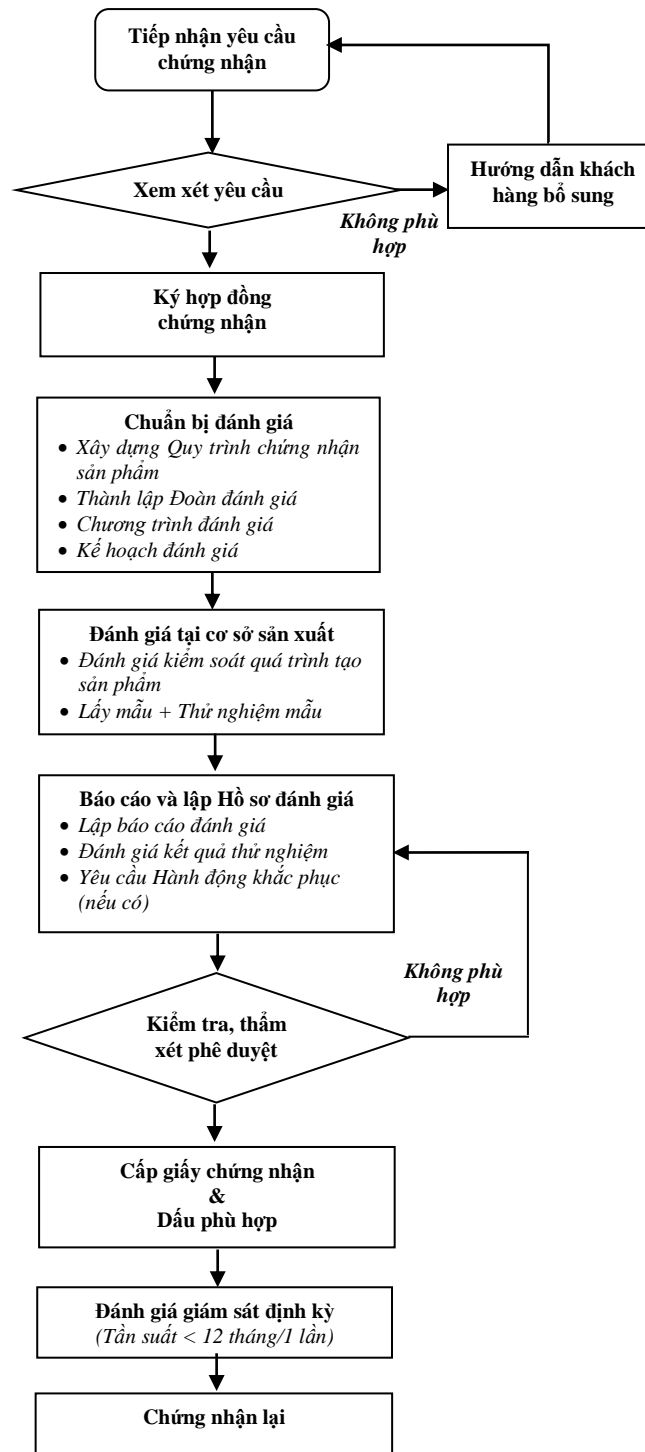 Tiếp nhận yêu cầu
chứng nhận
Xem xét yêu cầu
Hướng dẫn khách
hàng bổ sung
Không phù
hợp
Ký hợp đồng
chứng nhận
Chuẩn bị đánh giá
• Xây dựng Quy trình chứng nhận
sản phẩm
• Thành lập Đoàn đánh giá
• Chương trình đánh giá
• Kế hoạch đánh giá
Đánh giá tại cơ sở sản xuất
• Đánh giá kiểm soát quá trình tạo
sản phẩm
• Lấy mẫu + Thử nghiệm mẫu
Báo cáo và lập Hồ sơ đánh giá
• Lập báo cáo đánh giá
• Đánh giá kết quả thử nghiệm
• Yêu cầu Hành động khắc phục
(nếu có)
Không phù
hợp
Kiểm tra, thẩm
xét phê duyệt
Cấp giấy chứng nhận
&
Dấu phù hợp
Đánh giá giám sát định kỳ
(Tần suất < 12 tháng/1 lần)
Chứng nhận lại